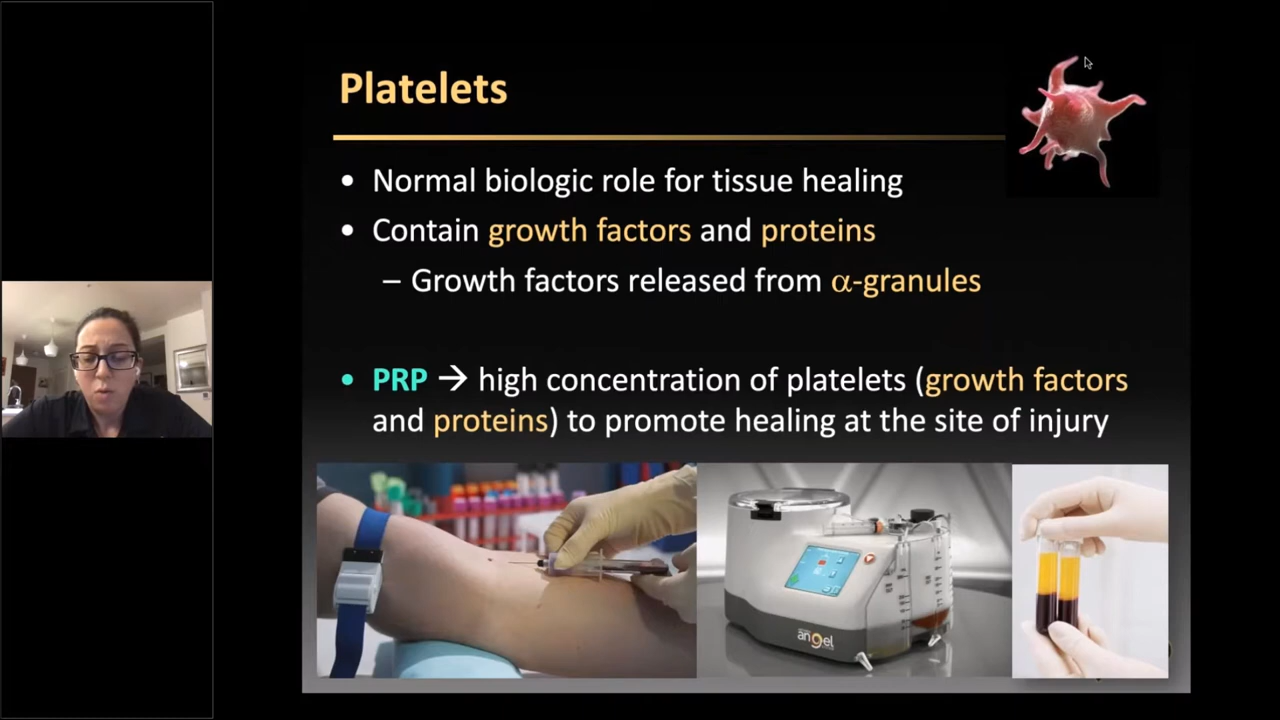 Platelets
• Normal biologic role for tissue healing
• Contain growth factors and proteins
– Growth factors released from α-granules
• PRP → high concentration of platelets (growth factors
and proteins) to promote healing at the site of injury
angel